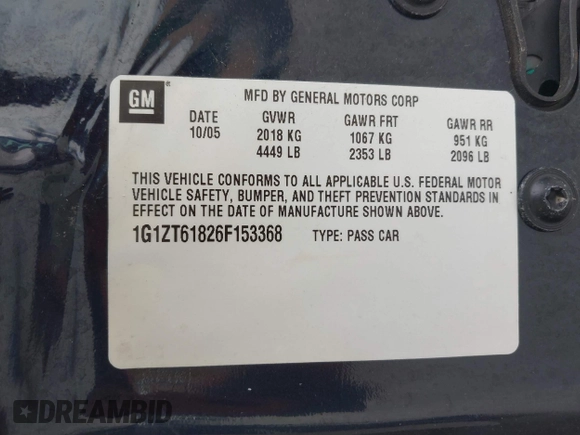 GM
®
MFD BY GENERAL MOTORS CORP
DATE GVWR GAWR FRT GAWR RR
10/05 2018 KG 1067 KG 951 KG
4449 LB 2353 LB 2096 LB
THIS VEHICLE CONFORMS TO ALL APPLICABLE U.S. FEDERAL MOTOR
VEHICLE SAFETY, BUMPER, AND THEFT PREVENTION STANDARDS IN
EFFECT ON THE DATE OF MANUFACTURE SHOWN ABOVE.
1G1ZT61826F153368 TYPE: PASS CAR
DREAMBID